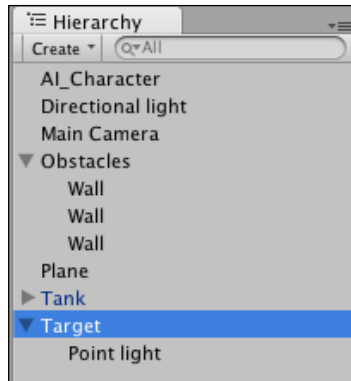 Hierarchy
Create All
AI_Character
Directional light
Main Camera
Obstacles
Wall
Wall
Wall
Plane
Tank
Target
Point light